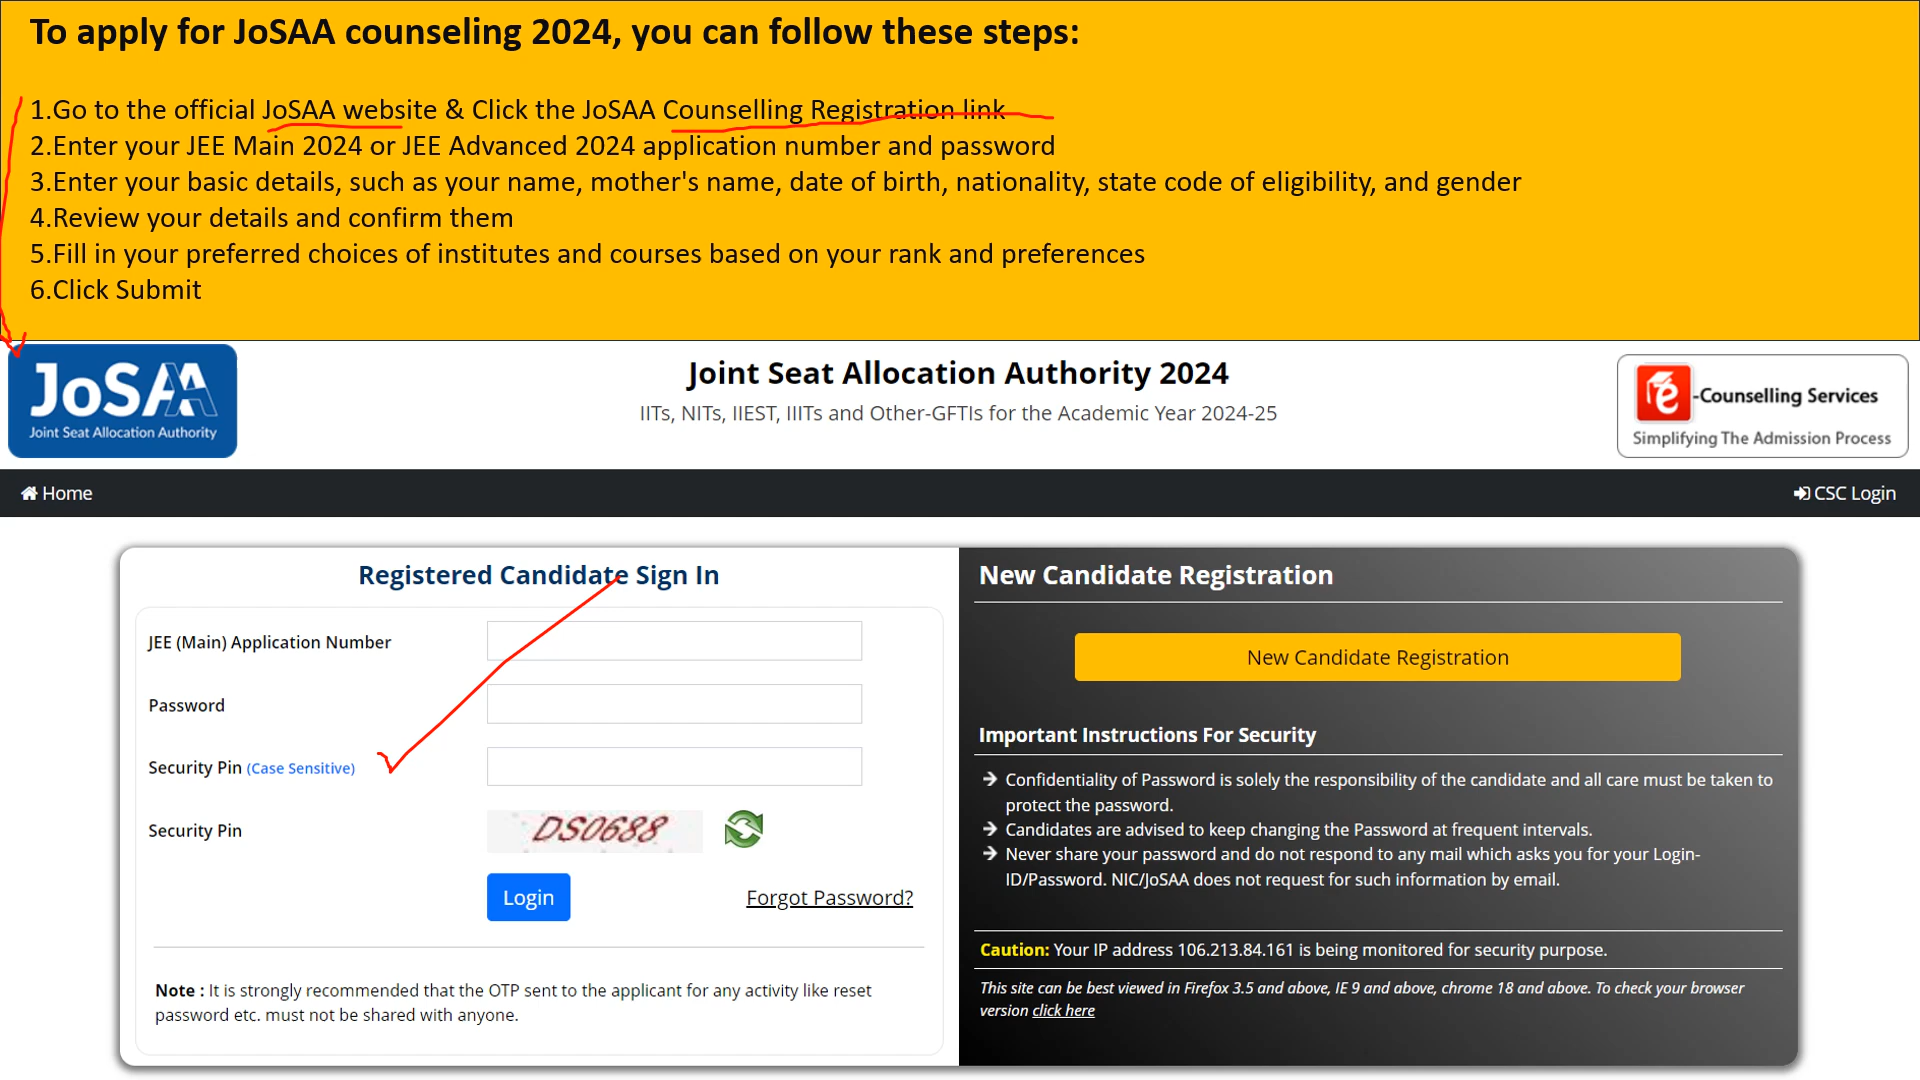 To apply for JoSAA counseling 2024, you can follow these steps:
1.Go to the official JoSAA website & Click the JoSAA Counselling Registration link
2.Enter your JEE Main 2024 or JEE Advanced 2024 application number and password
3.Enter your basic details, such as your name, mother's name, date of birth, nationality, state code of eligibility, and gender
4.Review your details and confirm them
5.Fill in your preferred choices of institutes and courses based on your rank and preferences
6.Click Submit
JoSAA
Joint Seat Allocation Authority
Joint Seat Allocation Authority 2024
IITs, NITs, IIEST, IIITs and Other-GFTIs for the Academic Year 2024-25
e-Counselling Services
Simplifying The Admission Process
Home
CSC Login
Registered Candidate Sign In
JEE (Main) Application Number
Password
Security Pin (Case Sensitive)
Security Pin
DS0688
Login
Forgot Password?
Note : It is strongly recommended that the OTP sent to the applicant for any activity like reset
password etc. must not be shared with anyone.
New Candidate Registration
New Candidate Registration
Important Instructions For Security
Confidentiality of Password is solely the responsibility of the candidate and all care must be taken to
protect the password.
Candidates are advised to keep changing the Password at frequent intervals.
Never share your password and do not respond to any mail which asks you for your Login-
ID/Password. NIC/JoSAA does not request for such information by email.
Caution: Your IP address 106.213.84.161 is being monitored for security purpose.
This site can be best viewed in Firefox 3.5 and above, IE 9 and above, chrome 18 and above. To check your browser
version click here